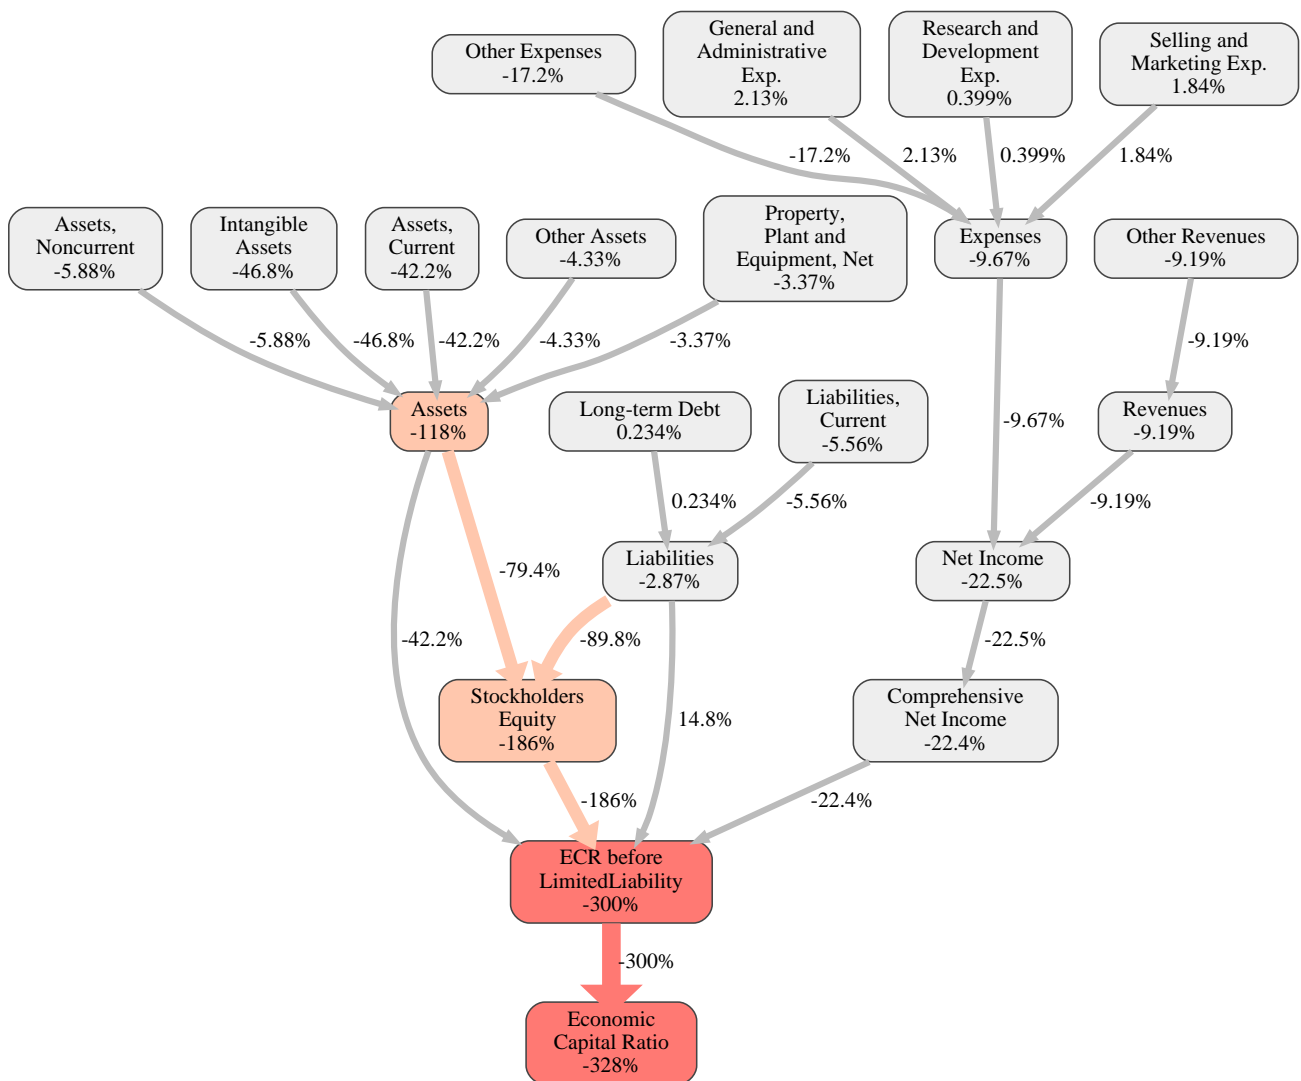 Other Expenses
-17.2%
General and
Administrative
Exp.
2.13%
Research and
Development
Exp.
0.399%
Selling and
Marketing Exp.
1.84%
-17.2%
2.13%
0.399%
1.84%
Assets,
Noncurrent
-5.88%
Intangible
Assets
-46.8%
Assets,
Current
-42.2%
Other Assets
-4.33%
Property,
Plant and
Equipment, Net
-3.37%
Expenses
-9.67%
Other Revenues
-9.19%
-5.88%
-46.8%
-42.2%
-4.33%
-3.37%
-9.19%
Assets
-118%
Long-term Debt
0.234%
Liabilities,
Current
-5.56%
-9.67%
Revenues
-9.19%
0.234%
-5.56%
-9.19%
-79.4%
Liabilities
-2.87%
Net Income
-22.5%
-42.2%
-89.8%
-22.5%
Stockholders
Equity
-186%
14.8%
Comprehensive
Net Income
-22.4%
-186%
-22.4%
ECR before
LimitedLiability
-300%
-300%
Economic
Capital Ratio
-328%